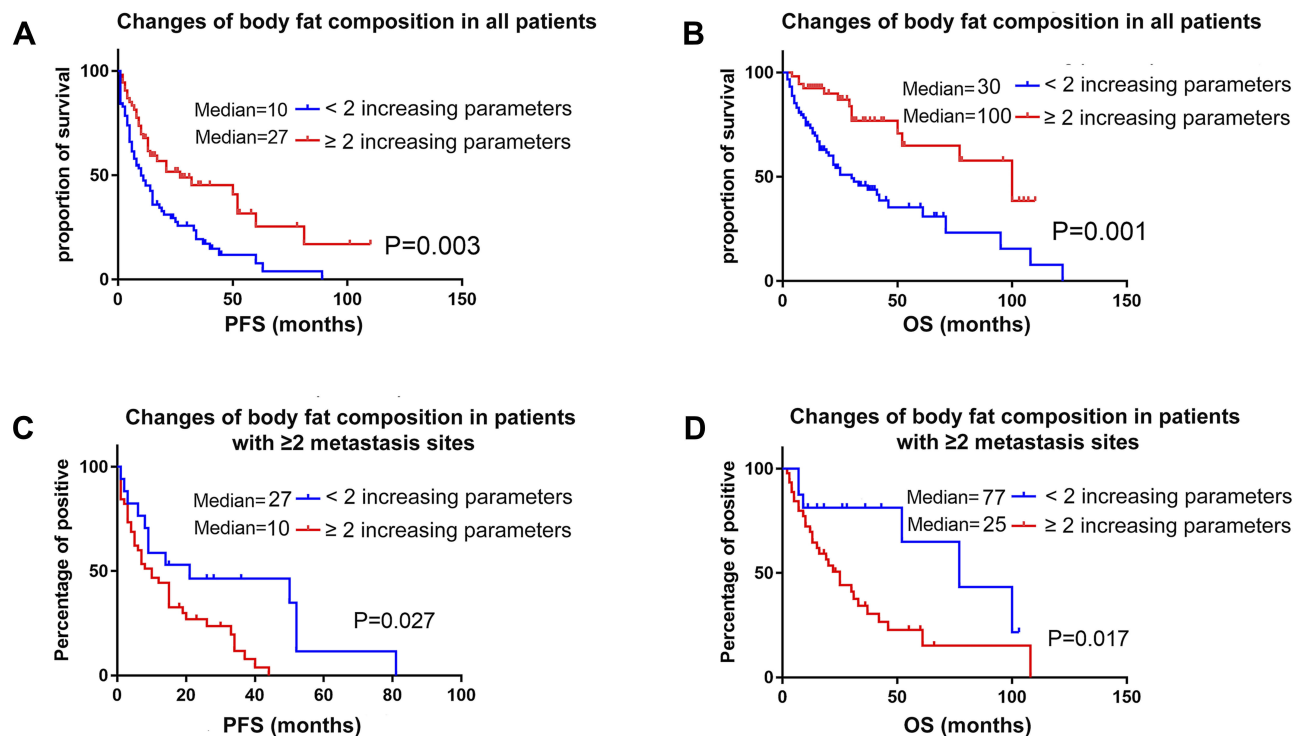 A
Changes of body fat composition in all patients
proportion of survival
100
50
0
Median=10 < 2 increasing parameters
Median=27 ≥ 2 increasing parameters
P=0.003
0 50 100 150
PFS (months)
B
Changes of body fat composition in all patients
proportion of survival
100
50
0
Median=30 < 2 increasing parameters
Median=100 ≥ 2 increasing parameters
P=0.001
0 50 100 150
OS (months)
C
Changes of body fat composition in patients
with ≥2 metastasis sites
Percentage of positive
100
50
0
Median=27 < 2 increasing parameters
Median=10 ≥ 2 increasing parameters
P=0.027
0 20 40 60 80 100
PFS (months)
D
Changes of body fat composition in patients
with ≥2 metastasis sites
Percentage of positive
100
50
0
Median=77 < 2 increasing parameters
Median=25 ≥ 2 increasing parameters
P=0.017
0 50 100 150
OS (months)